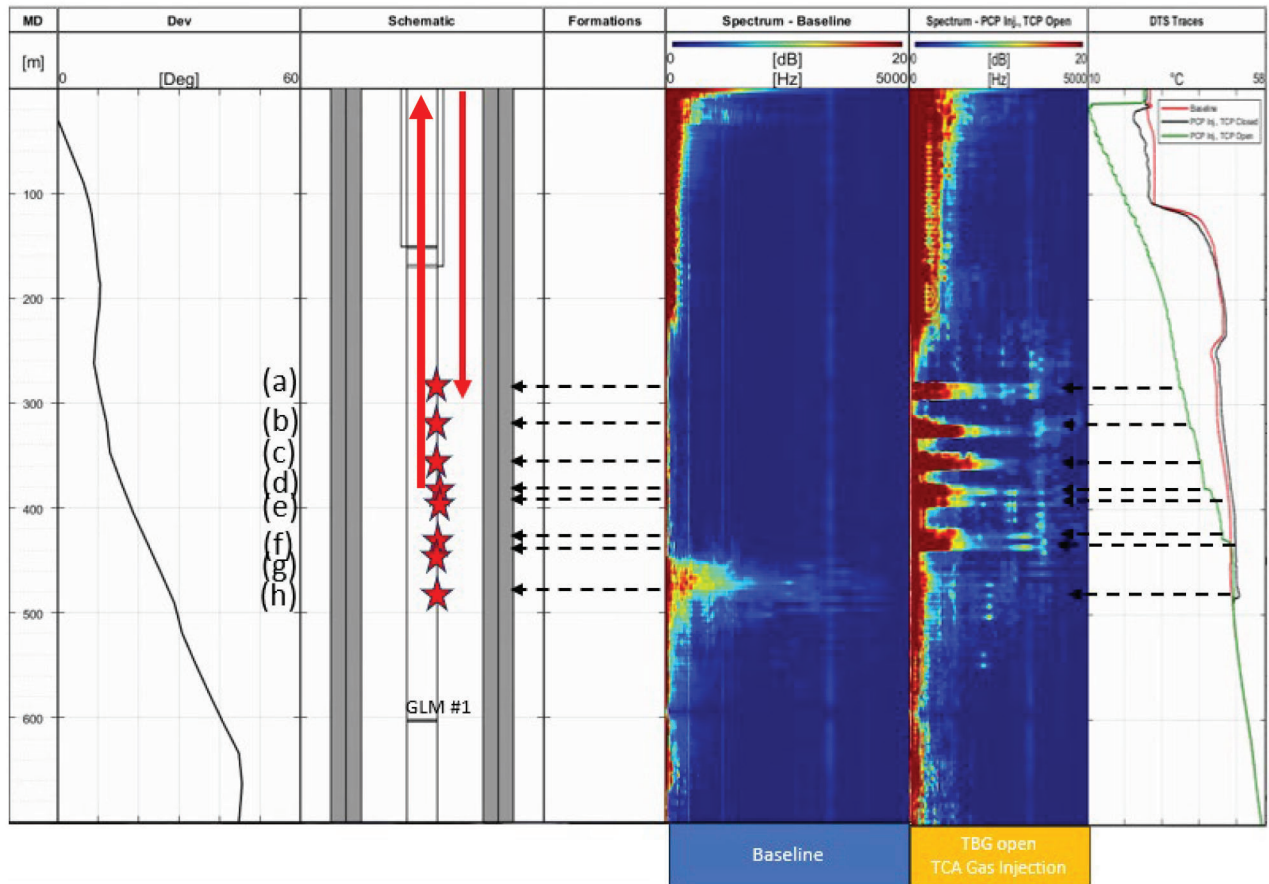 MD Dev Schematic Formations Spectrum - Baseline Spectrum - PCP Inj., TCP Open DTS Traces
[m] 0 [Deg] 60 0 [dB] 20 0 [dB] 20
0 [Hz] 5000 0 [Hz] 5000 10 °C 58
Baseline
PCP Inj., TCP Closed
PCP Inj., TCP Open
100
200
(a)
300
(b)
(c)
(d)
400
(e)
(f)
(g)
(h)
500
GLM #1
600
Baseline
TBG open
TCA Gas Injection